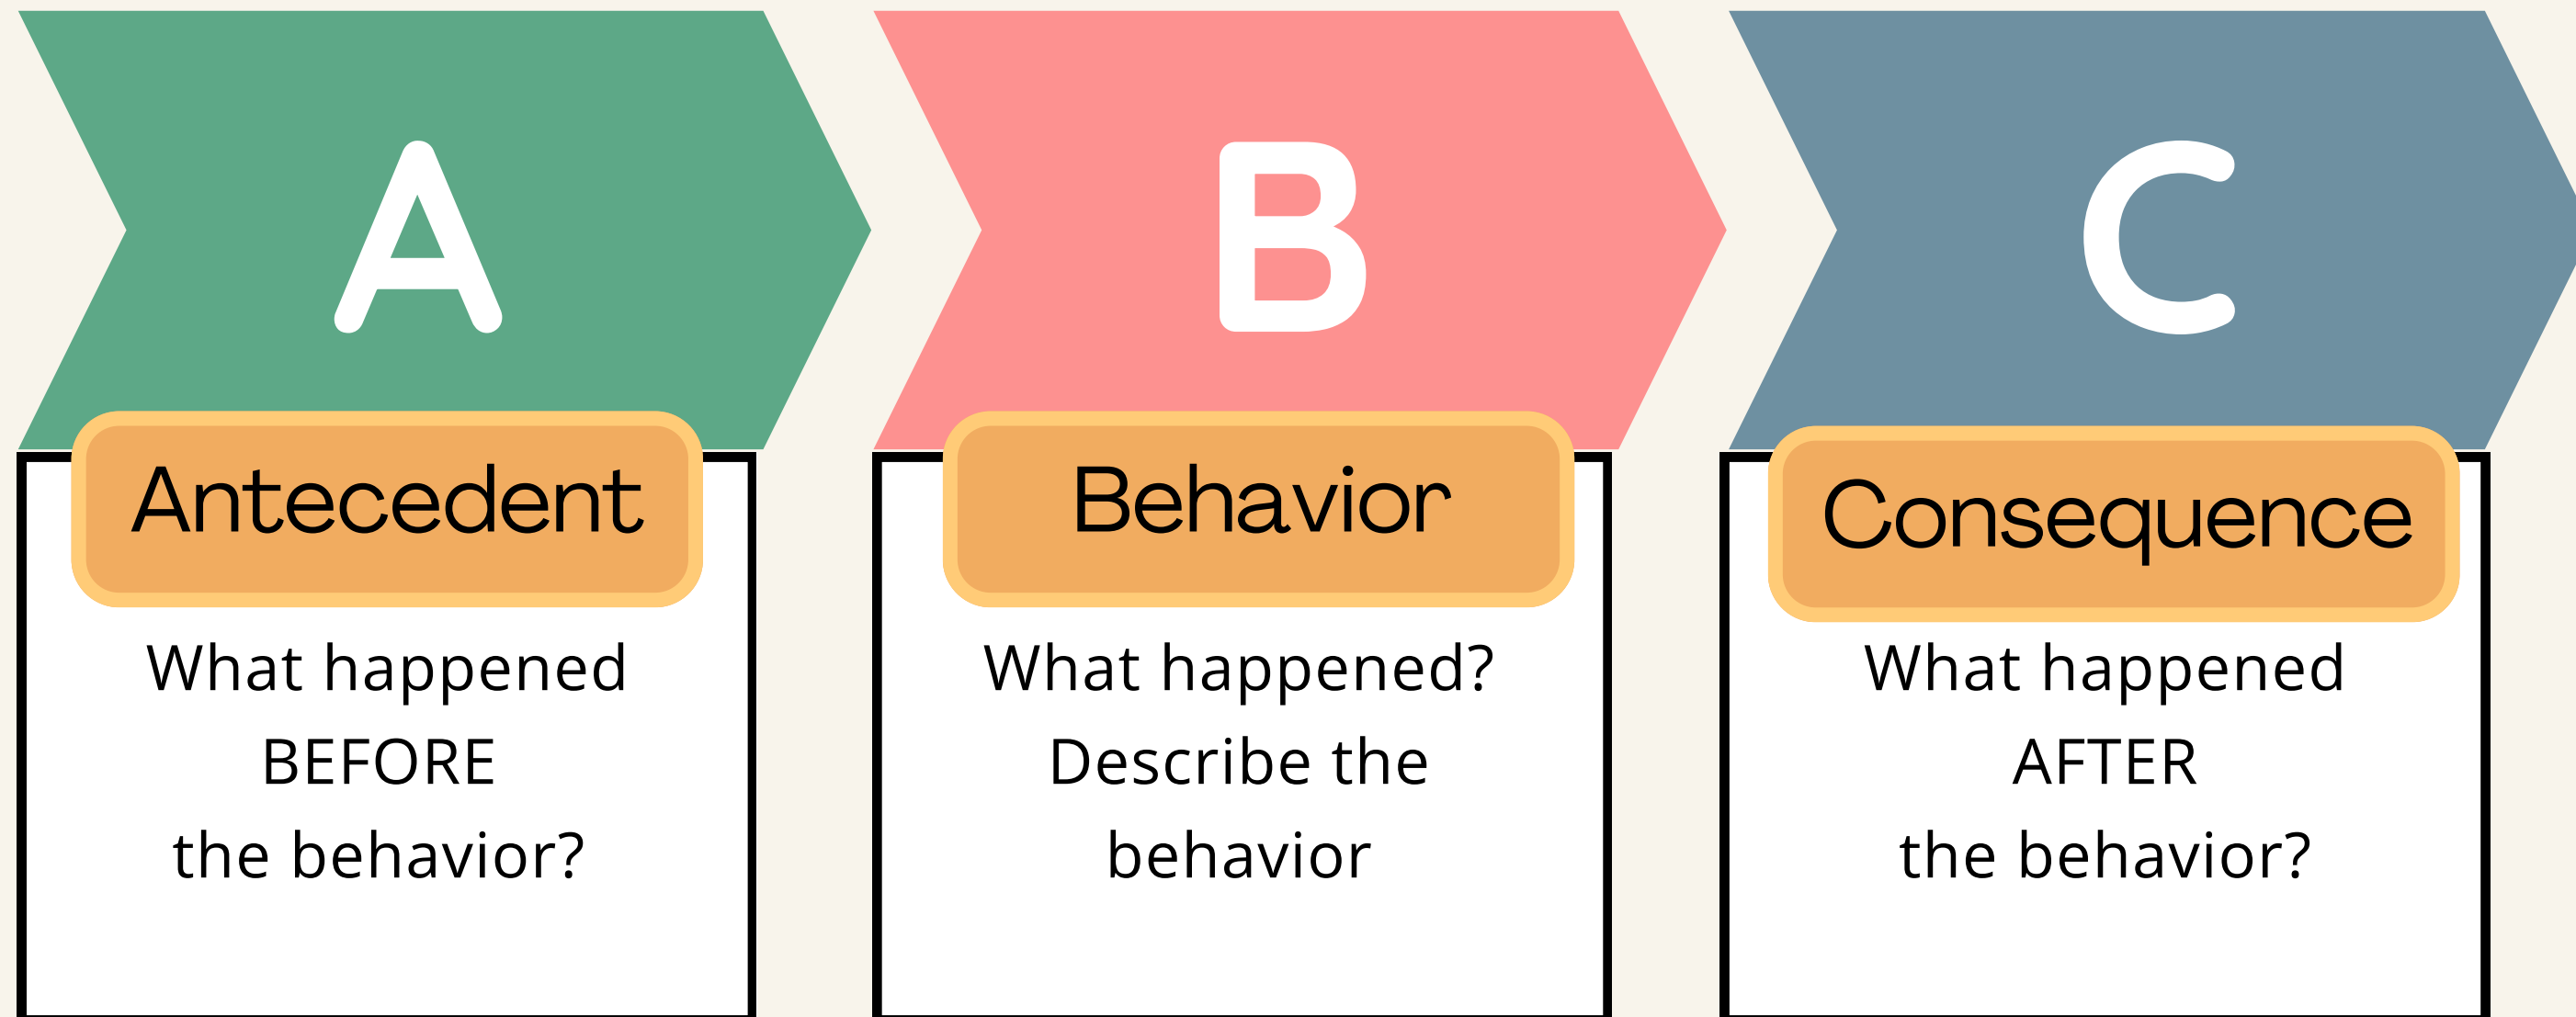 A
Antecedent
What happened
BEFORE
the behavior?
B
Behavior
What happened?
Describe the
behavior
C
Consequence
What happened
AFTER
the behavior?